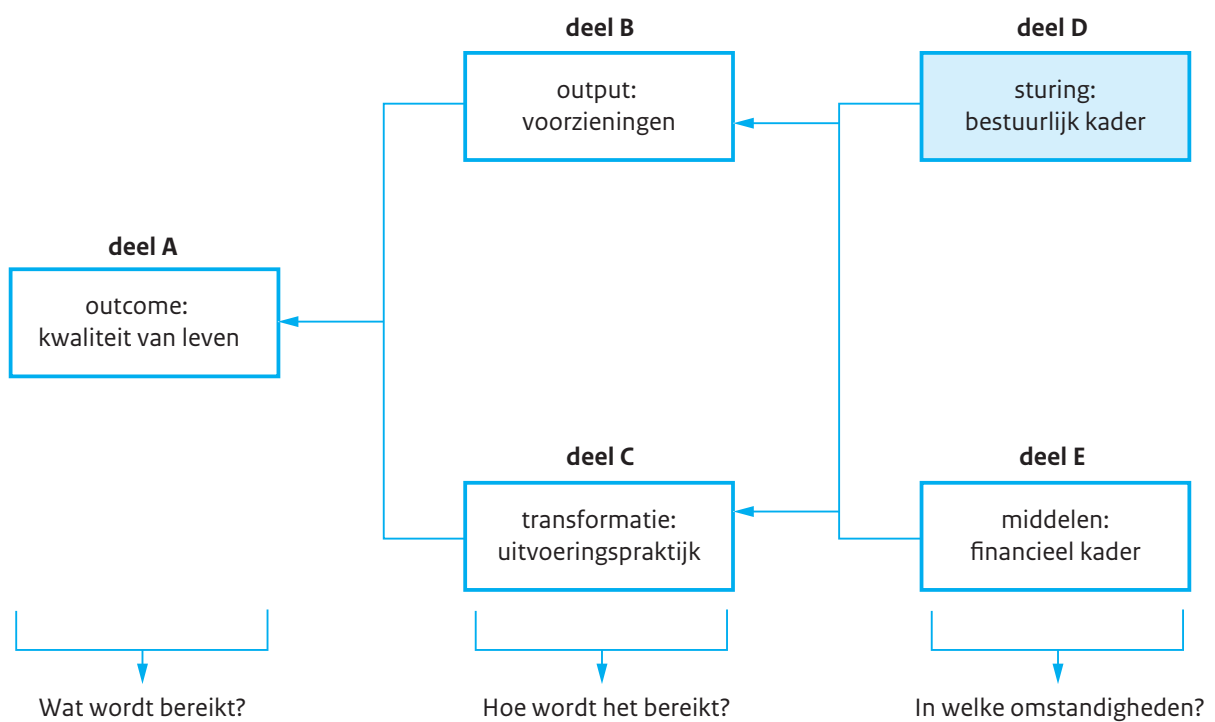 deel B
output:
voorzieningen
deel D
sturing:
bestuurlijk kader
deel A
outcome:
kwaliteit van leven
deel C
transformatie:
uitvoeringspraktijk
deel E
middelen:
financieel kader
Wat wordt bereikt?
Hoe wordt het bereikt?
In welke omstandigheden?